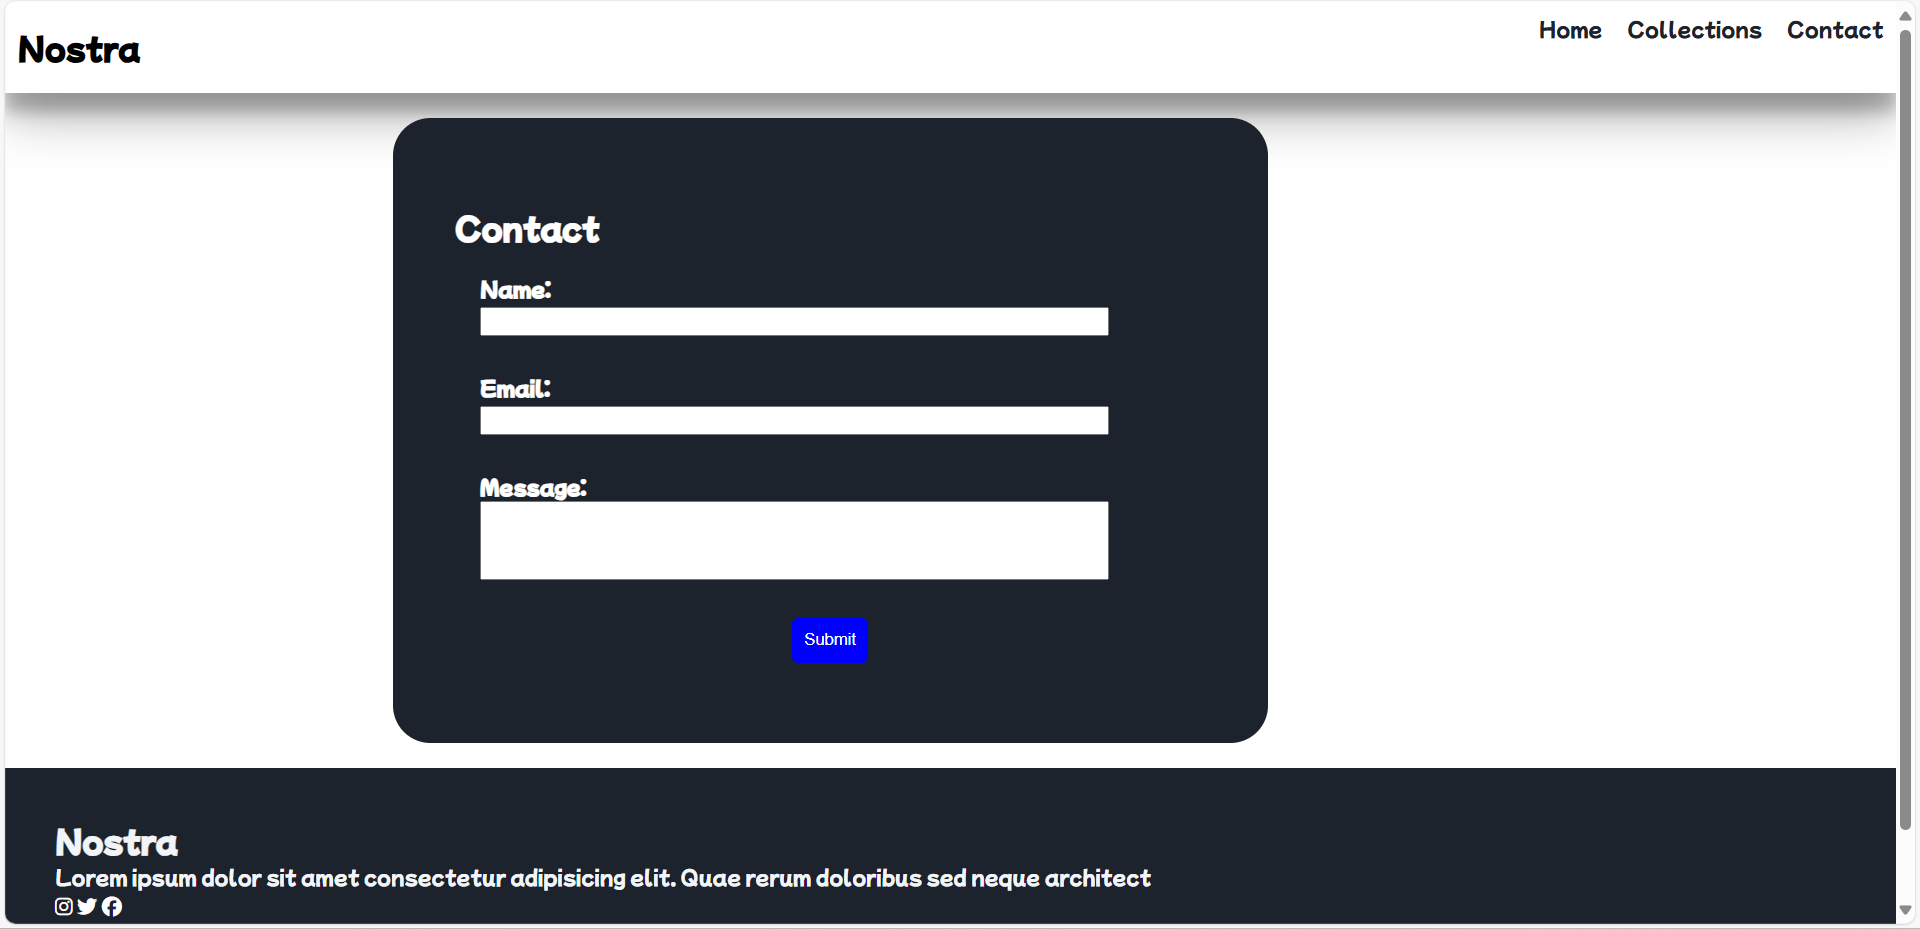 Nostra
Home Collections Contact
Contact
Name:
Email:
Message:
Submit
Nostra
Lorem ipsum dolor sit amet consectetur adipisicing elit. Quae rerum doloribus sed neque architect